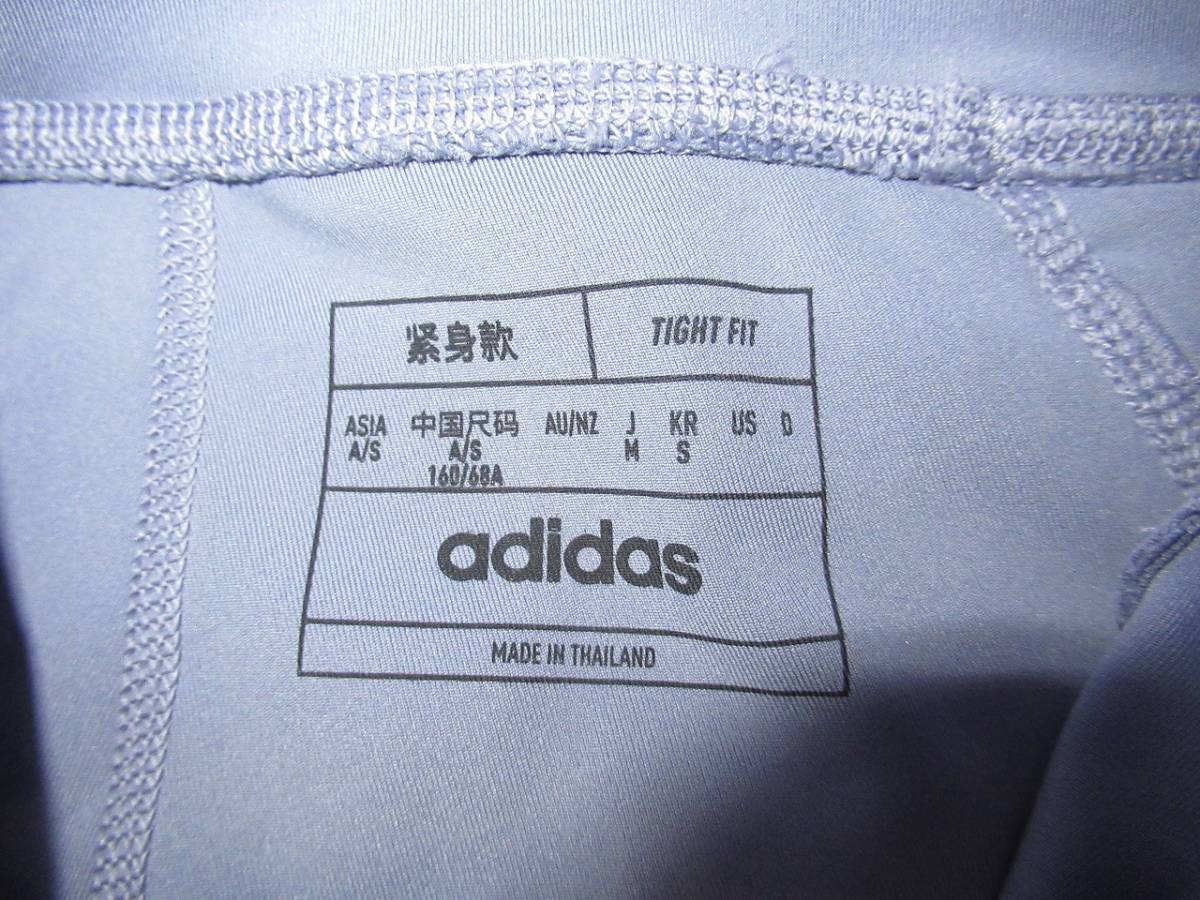 紧身款 TIGHT FIT
ASIA 中国尺码 AU/NZ J KR US D
A/S A/S M S
160/68A
adidas
MADE IN THAILAND